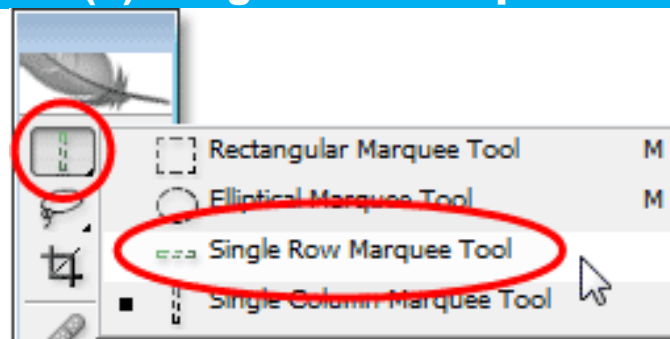 Rectangular Marquee Tool M
Elliptical Marquee Tool M
Single Row Marquee Tool
Single Column Marquee Tool